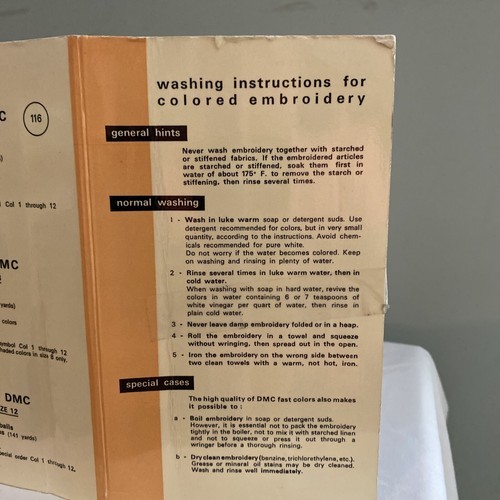 C
116
Col 1 through 12
washing instructions for
colored embroidery
general hints
Never wash embroidery together with starched
or stiffened fabrics. If the embroidered articles
are starched or stiffened, soak them first in
water of about 175° F. to remove the starch or
stiffening, then rinse several times.
normal washing
1 - Wash in luke warm soap or detergent suds. Use
detergent recommended for colors, but in very small
quantity, according to the instructions. Avoid chem-
icals recommended for pure white.
Do not worry if the water becomes colored. Keep
on washing and rinsing in plenty of water.
2 - Rinse several times in luke warm water, then in
cold water.
When washing with soap in hard water, revive the
colors in water containing 6 or 7 teaspoons of
white vinegar per quart of water, then rinse in
plain cold water.
3 - Never leave damp embroidery folded or in a heap.
4 - Roll the embroidery in a towel and squeeze
without wringing, then spread out in the open.
5 - Iron the embroidery on the wrong side between
two clean towels with a warm, not hot, iron.
special cases
The high quality of DMC fast colors also makes
it possible to :
a - Boil embroidery in soap or detergent suds.
However, it is essential not to pack the embroidery
tightly in the boiler, not to mix it with starched linen
and not to squeeze or press it out through a
wringer before a thorough rinsing.
b - Dry clean embroidery (benzine, trichlorethylene, etc.).
Grease or mineral oil stains may be dry cleaned.
Wash and rinse well immediately.
MC
yards)
colors
symbol Col 1 through 12
shaded colors in size 8 only.
DMC
ZE 12
balls
(141 yards)
special order Col 1 through 12.